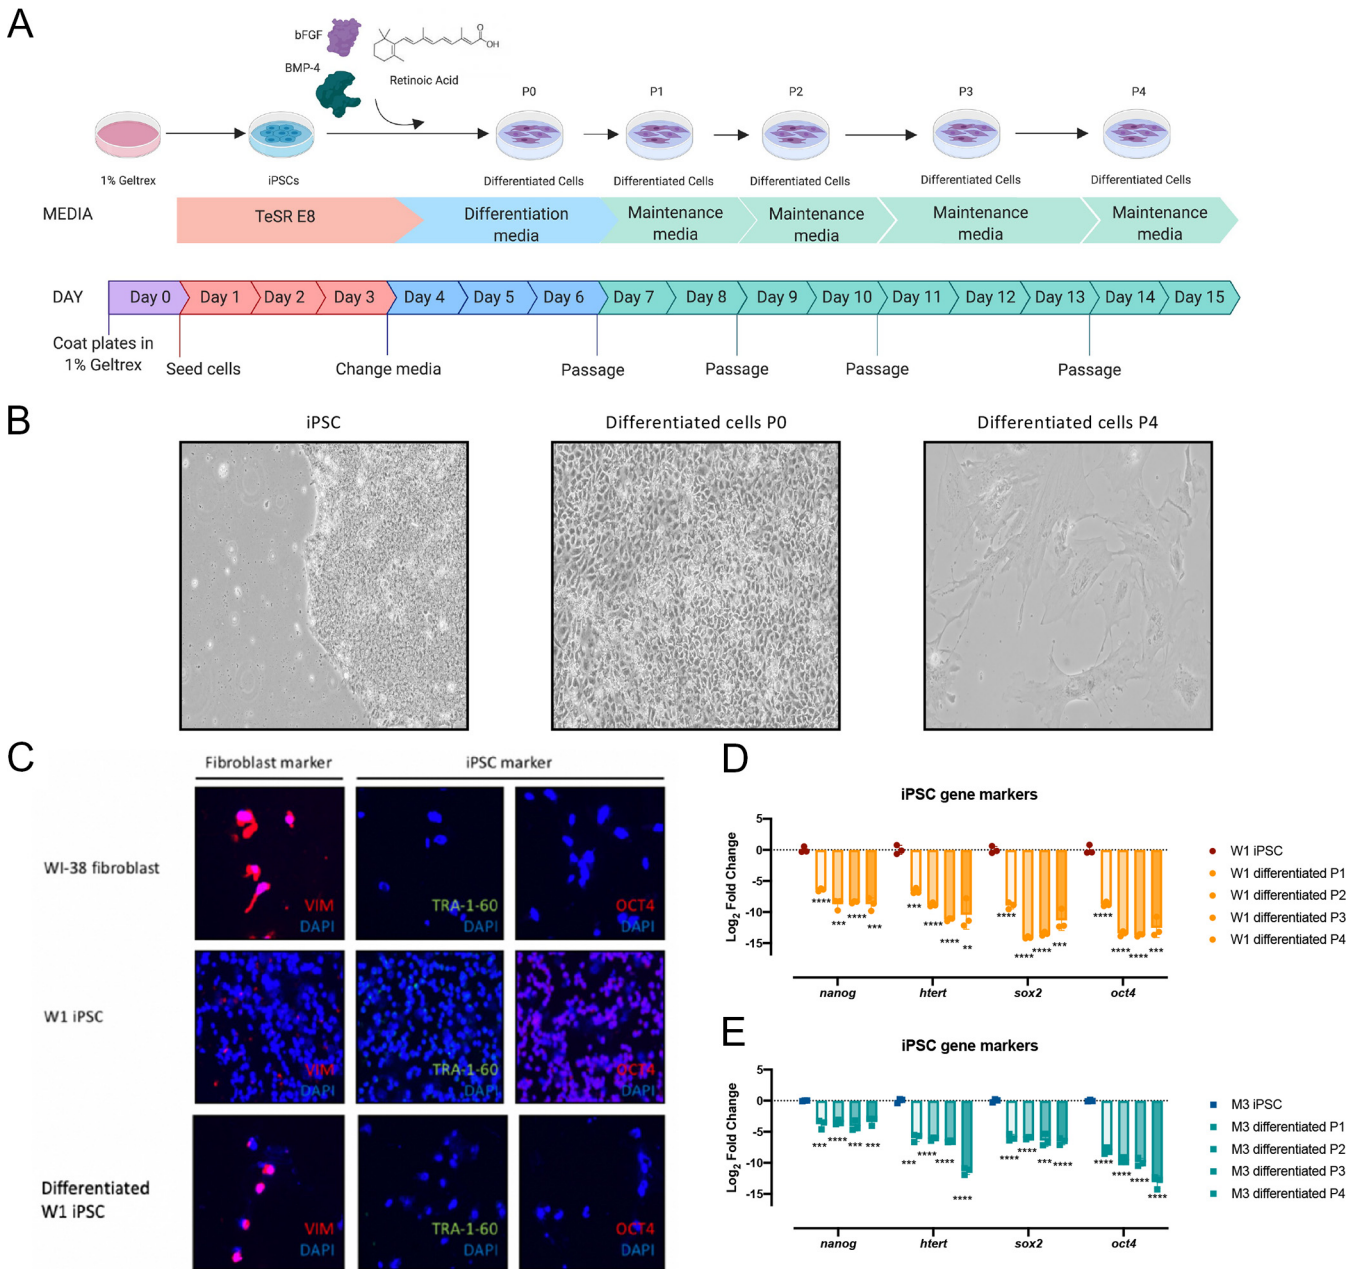 A
bFGF
BMP-4
O
OH
Retinoic Acid
P0
P1
P2
P3
P4
1% Geltrex
iPSCs
Differentiated Cells
Differentiated Cells
Differentiated Cells
Differentiated Cells
Differentiated Cells
MEDIA
TeSR E8
Differentiation
media
Maintenance
media
Maintenance
media
Maintenance
media
Maintenance
media
DAY
Day 0
Day 1
Day 2
Day 3
Day 4
Day 5
Day 6
Day 7
Day 8
Day 9
Day 10
Day 11
Day 12
Day 13
Day 14
Day 15
Coat plates in
1% Geltrex
Seed cells
Change media
Passage
Passage
Passage
Passage
B
iPSC
Differentiated cells P0
Differentiated cells P4
C
Fibroblast marker
iPSC marker
WI-38 fibroblast
VIM
DAPI
TRA-1-60
DAPI
OCT4
DAPI
W1 iPSC
VIM
DAPI
TRA-1-60
DAPI
OCT4
DAPI
Differentiated
W1 iPSC
VIM
DAPI
TRA-1-60
DAPI
OCT4
DAPI
D
iPSC gene markers
Log2 Fold Change
5
0
-5
-10
-15
****
***
****
***
***
****
****
**
****
****
****
***
****
****
****
***
nanog
htert
sox2
oct4
W1 iPSC
W1 differentiated P1
W1 differentiated P2
W1 differentiated P3
W1 differentiated P4
E
iPSC gene markers
Log2 Fold Change
5
0
-5
-10
-15
***
****
***
***
***
****
****
****
****
****
***
****
****
****
****
****
nanog
htert
sox2
oct4
M3 iPSC
M3 differentiated P1
M3 differentiated P2
M3 differentiated P3
M3 differentiated P4